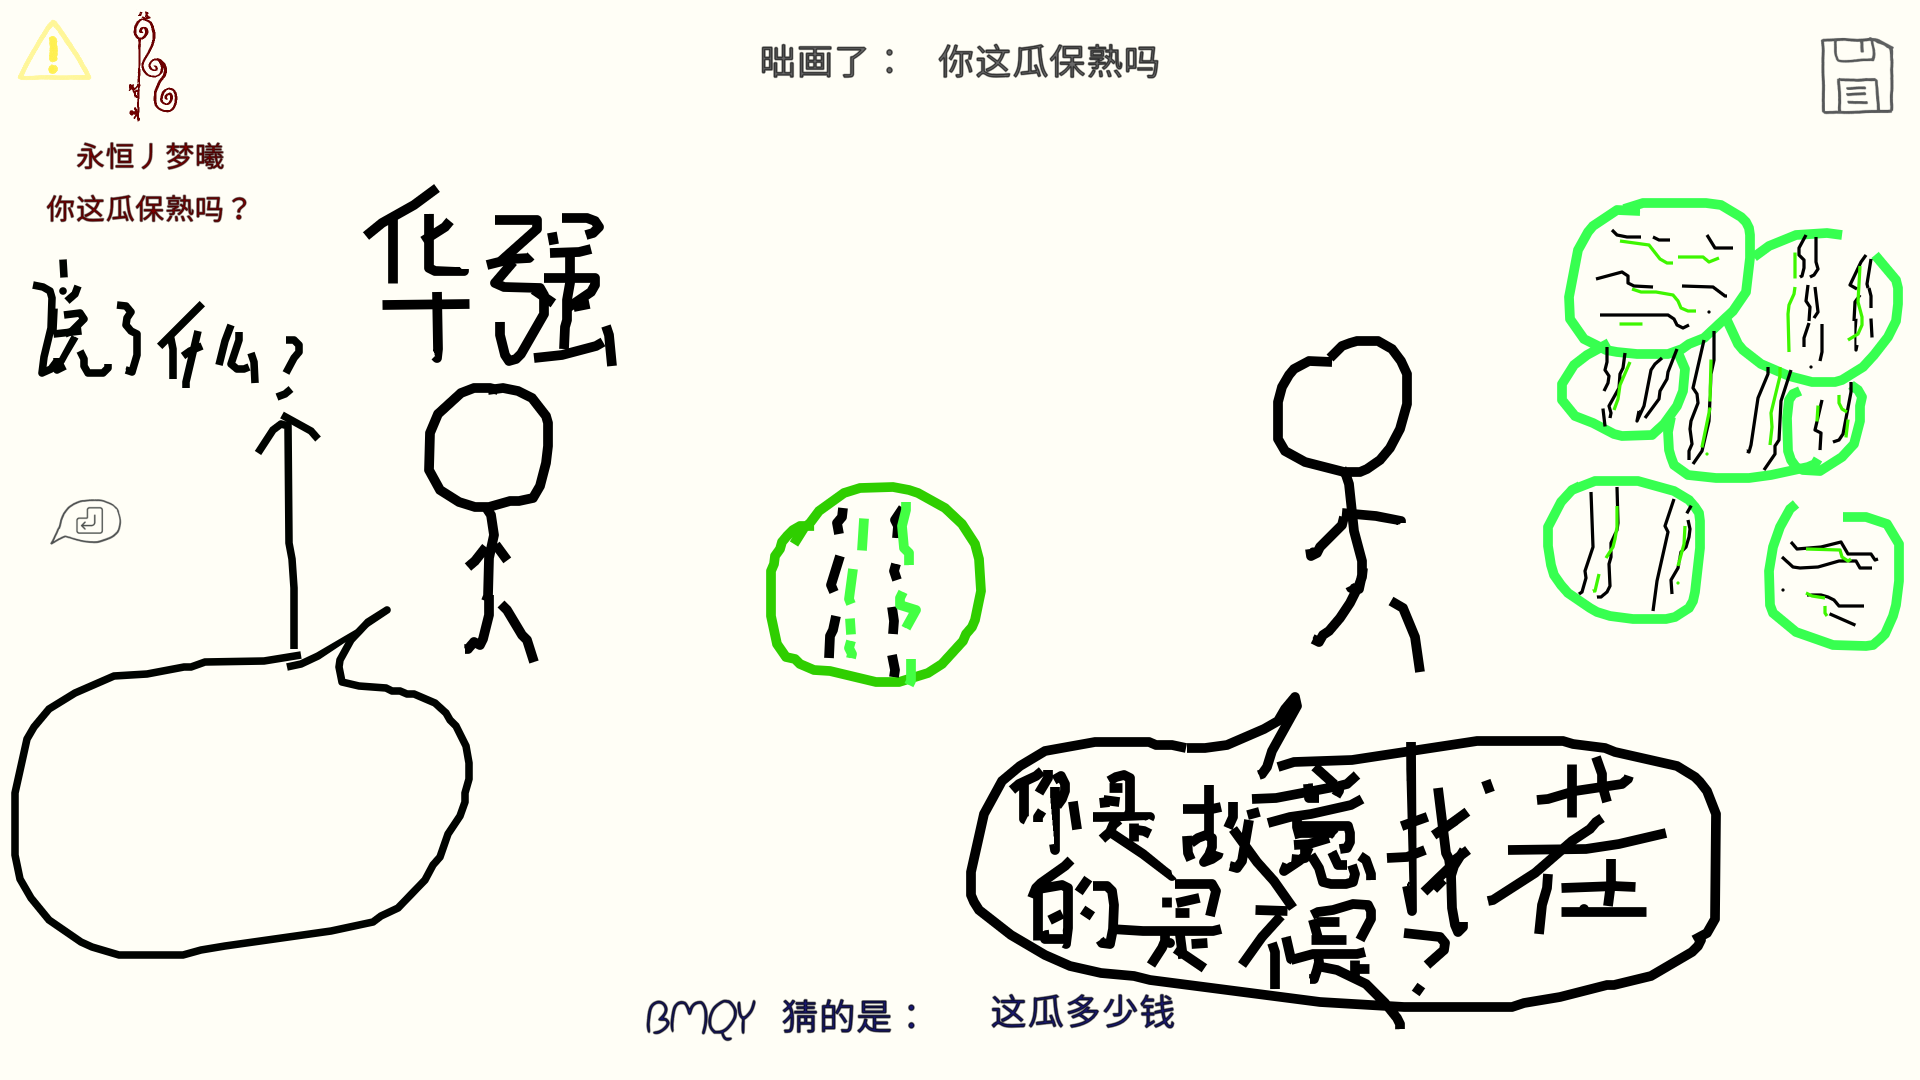 昢画了： 你这瓜保熟吗
永恒丿梦曦
你这瓜保熟吗？
华强
说了什么？
你是故意找茬
的是不是？
BMQY 猜的是： 这瓜多少钱